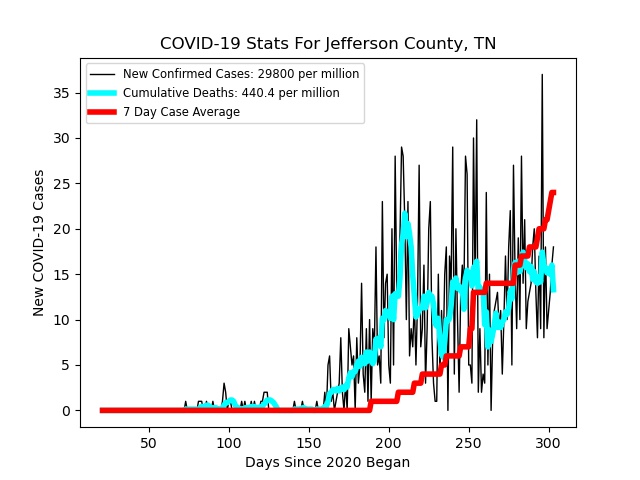 COVID-19 Stats For Jefferson County, TN
New Confirmed Cases: 29800 per million
Cumulative Deaths: 440.4 per million
7 Day Case Average
New COVID-19 Cases
35
30
25
20
15
10
5
0
50 100 150 200 250 300
Days Since 2020 Began